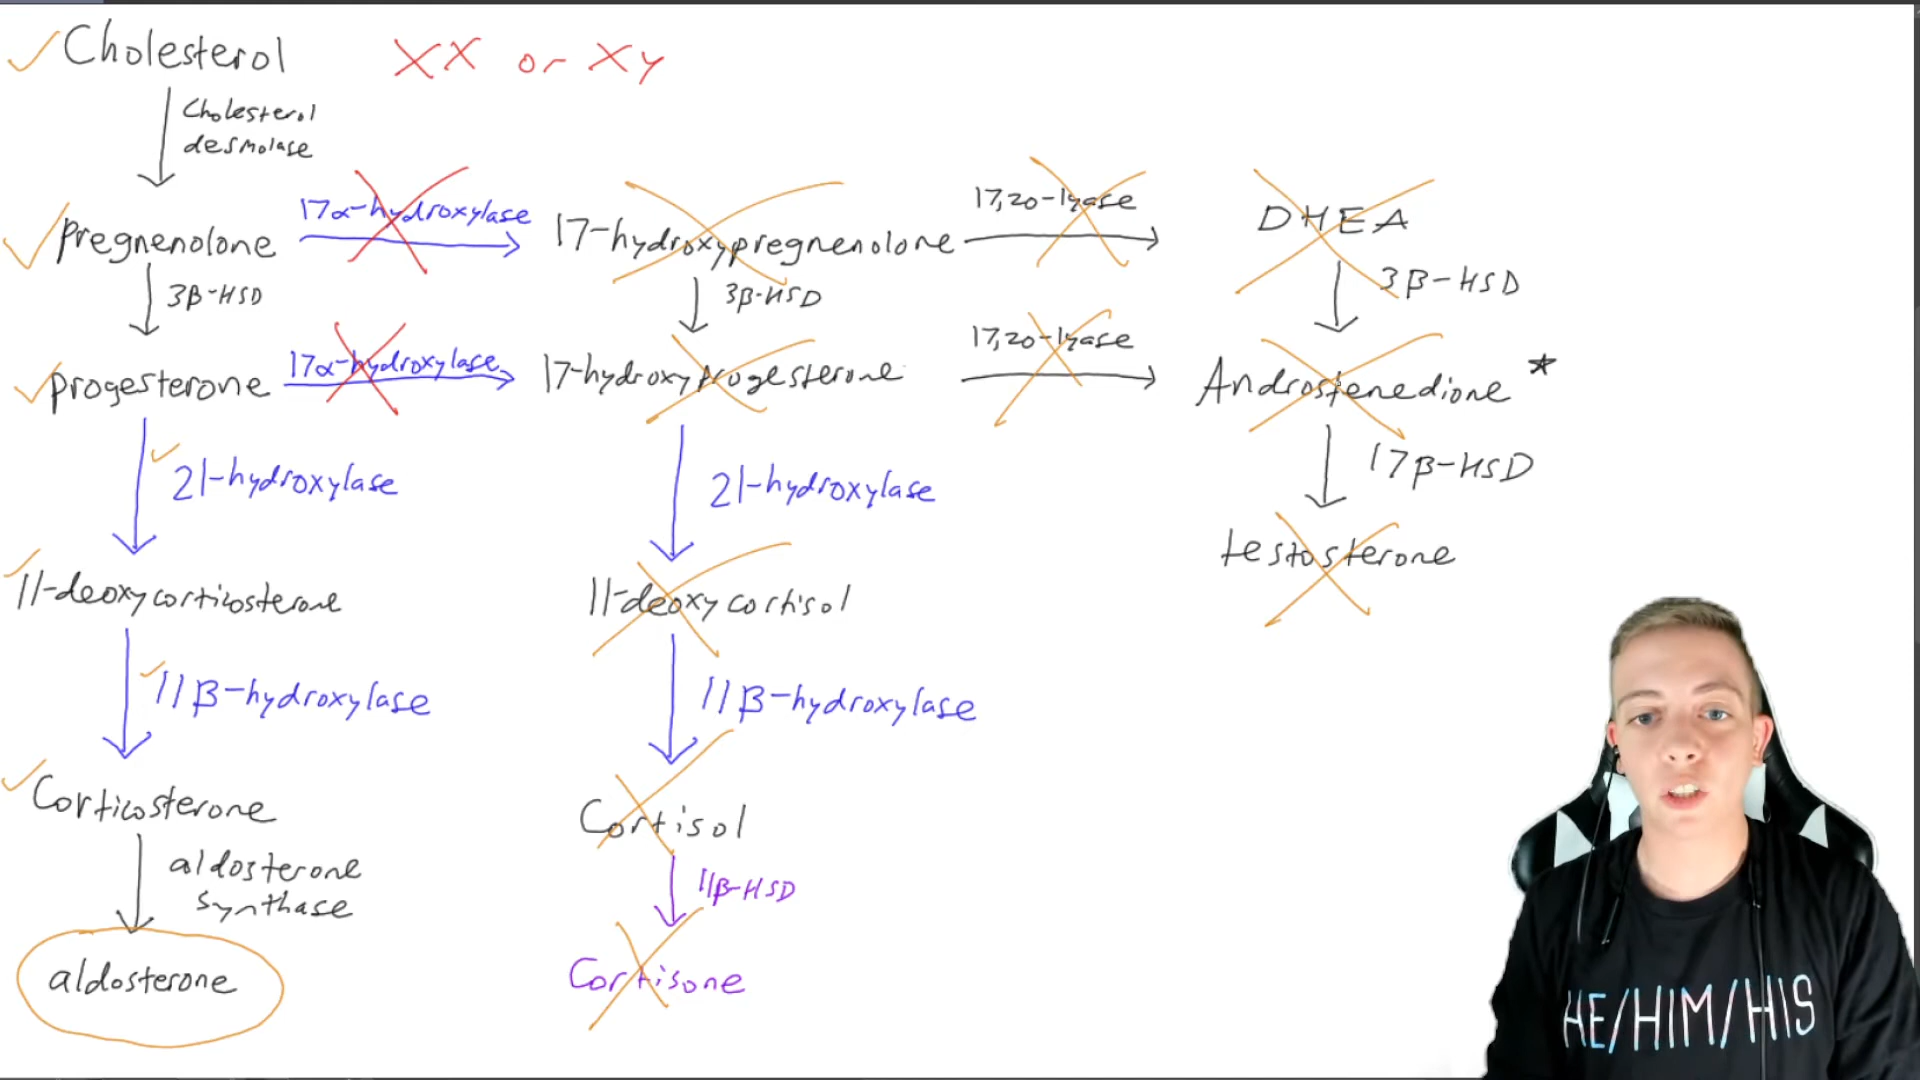 Cholesterol
XX or Xy
Cholesterol
desmolase
pregnenolone
17α-hydroxylase
17-hydroxypregnenolone
17,20-lyase
DHEA
3β-HSD
3β-HSD
3β-HSD
progesterone
17α-hydroxylase
17-hydroxyprogesterone
17,20-lyase
Androstenedione *
21-hydroxylase
21-hydroxylase
17β-HSD
testosterone
11-deoxycorticosterone
11-deoxycortisol
11β-hydroxylase
11β-hydroxylase
Corticosterone
Cortisol
aldosterone
synthase
11β-HSD
aldosterone
Cortisone
HE/HIM/HIS